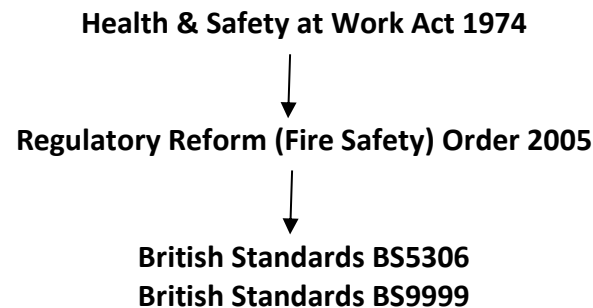 Health & Safety at Work Act 1974
Regulatory Reform (Fire Safety) Order 2005
British Standards BS5306
British Standards BS9999